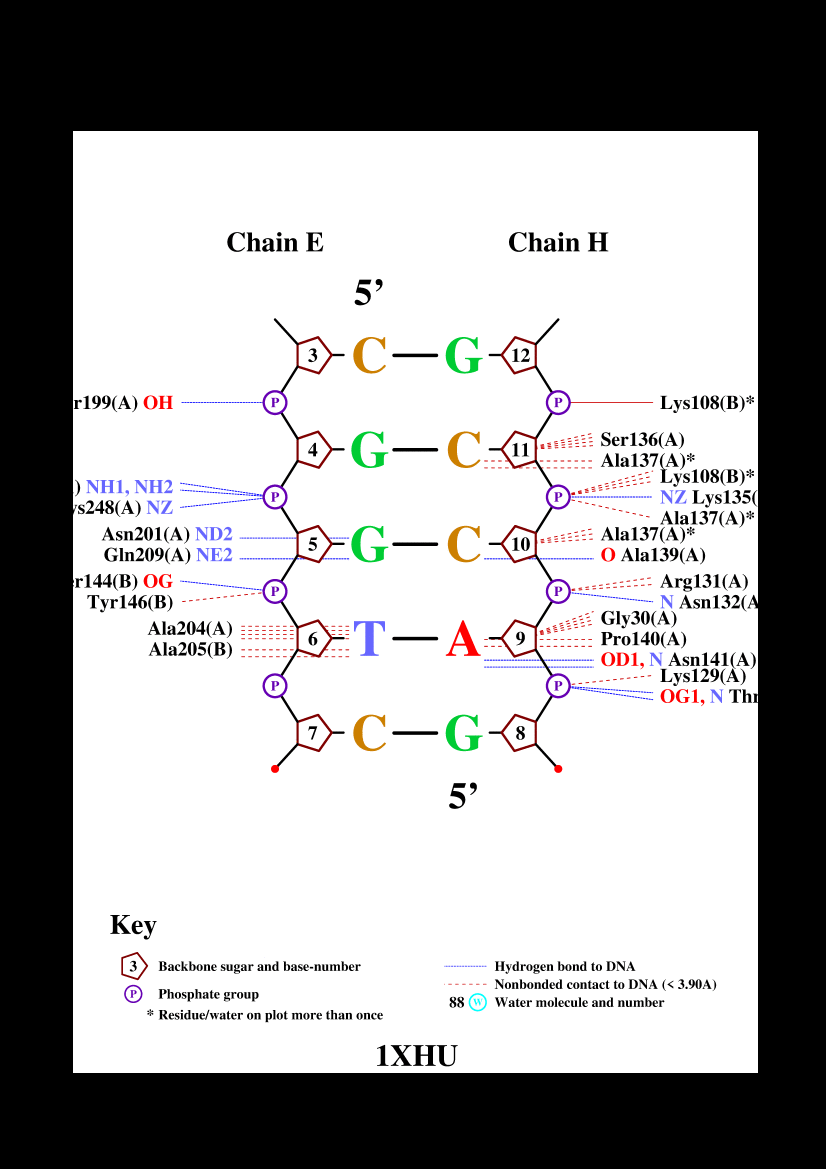 Chain E Chain H
5’
3 C G 12
r199(A) OH P P Lys108(B)*
4 G C 11 Ser136(A)
Ala137(A)*
Lys108(B)*
) NH1, NH2 P P NZ Lys135(
ys248(A) NZ Ala137(A)*
Asn201(A) ND2 5 G C 10 Ala137(A)*
Gln209(A) NE2 O Ala139(A)
er144(B) OG P P Arg131(A)
Tyr146(B) N Asn132(A
Gly30(A)
Ala204(A) 6 T A 9 Pro140(A)
Ala205(B) OD1, N Asn141(A)
Lys129(A)
P P OG1, N Thr
7 C G 8
5’
Key
3 Backbone sugar and base-number
P Phosphate group
* Residue/water on plot more than once
Hydrogen bond to DNA
Nonbonded contact to DNA (< 3.90A)
88 W Water molecule and number
1XHU